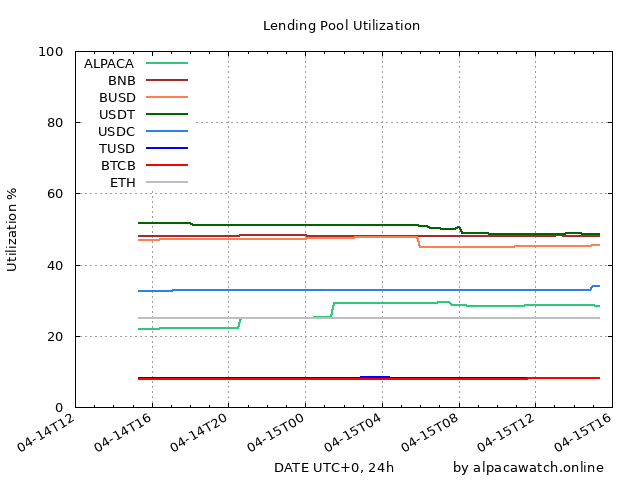 Lending Pool Utilization
100
80
60
40
20
0
Utilization %
ALPACA
BNB
BUSD
USDT
USDC
TUSD
BTCB
ETH
04-14T12
04-14T16
04-14T20
04-15T00
04-15T04
04-15T08
04-15T12
04-15T16
DATE UTC+0, 24h
by alpacawatch.online